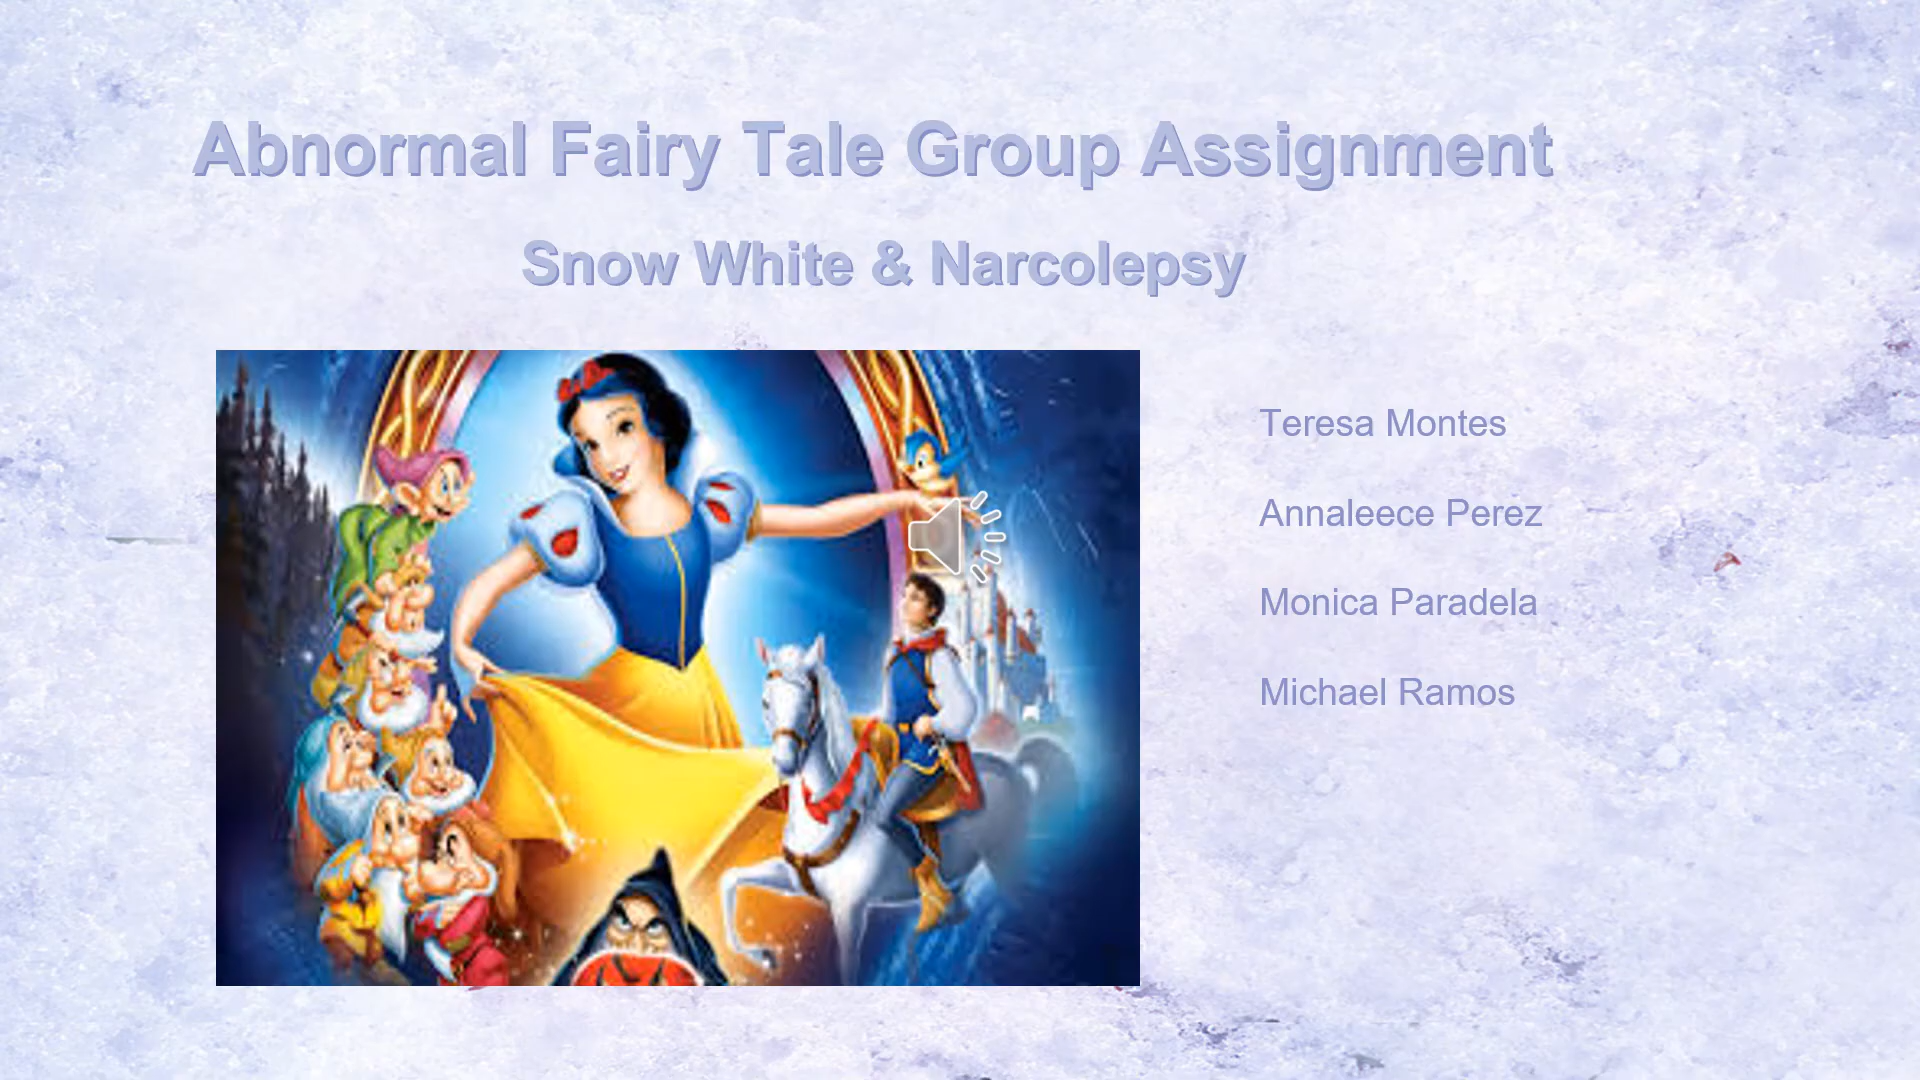 Abnormal Fairy Tale Group Assignment
Snow White & Narcolepsy
Teresa Montes
Annaleece Perez
Monica Paradela
Michael Ramos